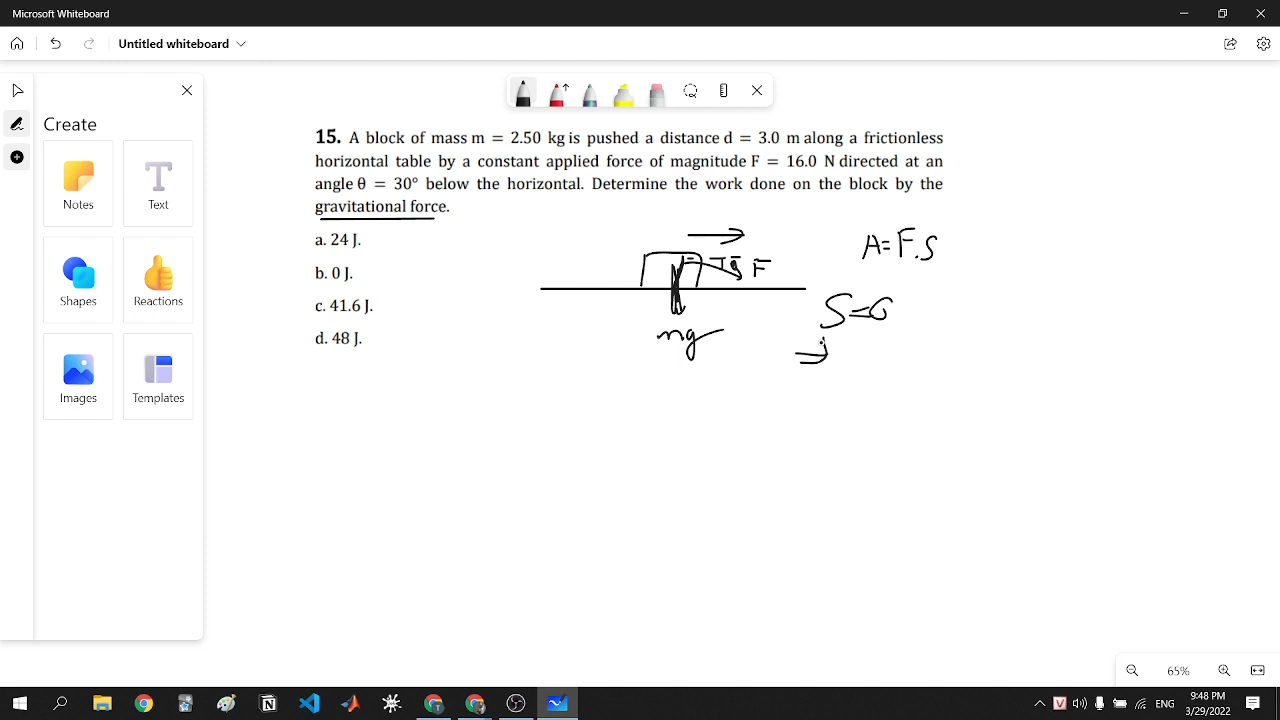 Microsoft Whiteboard
Untitled whiteboard
Create
Notes
Text
Shapes
Reactions
Images
Templates
15. A block of mass m = 2.50 kg is pushed a distance d = 3.0 m along a frictionless
horizontal table by a constant applied force of magnitude F = 16.0 N directed at an
angle θ = 30° below the horizontal. Determine the work done on the block by the
gravitational force.
a. 24 J.
b. 0 J.
c. 41.6 J.
d. 48 J.
F
mg
A=F.S
S=0
65%
ENG
9:48 PM
3/29/2022